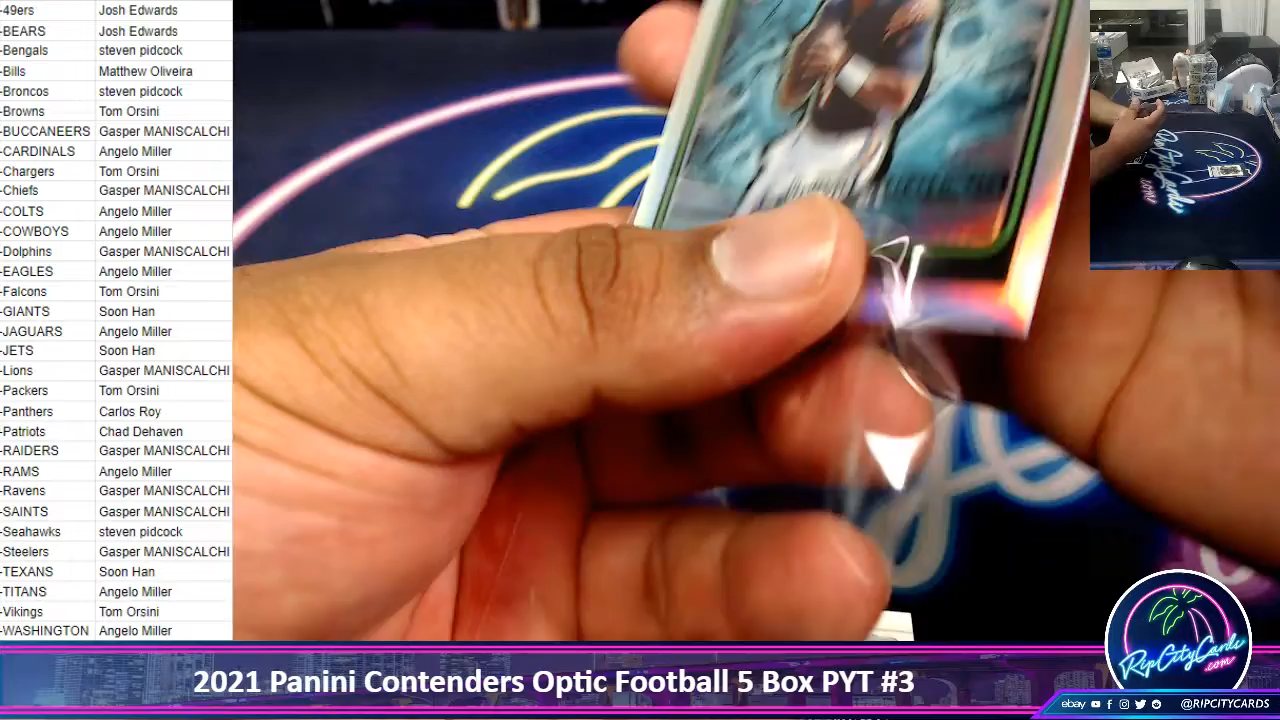 -49ers Josh Edwards
-BEARS Josh Edwards
-Bengals steven pidcock
-Bills Matthew Oliveira
-Broncos steven pidcock
-Browns Tom Orsini
-BUCCANEERS Gasper MANISCALCHI
-CARDINALS Angelo Miller
-Chargers Tom Orsini
-Chiefs Gasper MANISCALCHI
-COLTS Angelo Miller
-COWBOYS Angelo Miller
-Dolphins Gasper MANISCALCHI
-EAGLES Angelo Miller
-Falcons Tom Orsini
-GIANTS Soon Han
-JAGUARS Angelo Miller
-JETS Soon Han
-Lions Gasper MANISCALCHI
-Packers Tom Orsini
-Panthers Carlos Roy
-Patriots Chad Dehaven
-RAIDERS Gasper MANISCALCHI
-RAMS Angelo Miller
-Ravens Gasper MANISCALCHI
-SAINTS Gasper MANISCALCHI
-Seahawks steven pidcock
-Steelers Gasper MANISCALCHI
-TEXANS Soon Han
-TITANS Angelo Miller
-Vikings Tom Orsini
-WASHINGTON Angelo Miller
Rip City Cards
.com
RipCityCards
.com
2021 Panini Contenders Optic Football 5 Box PYT #3
ebay @RIPCITYCARDS